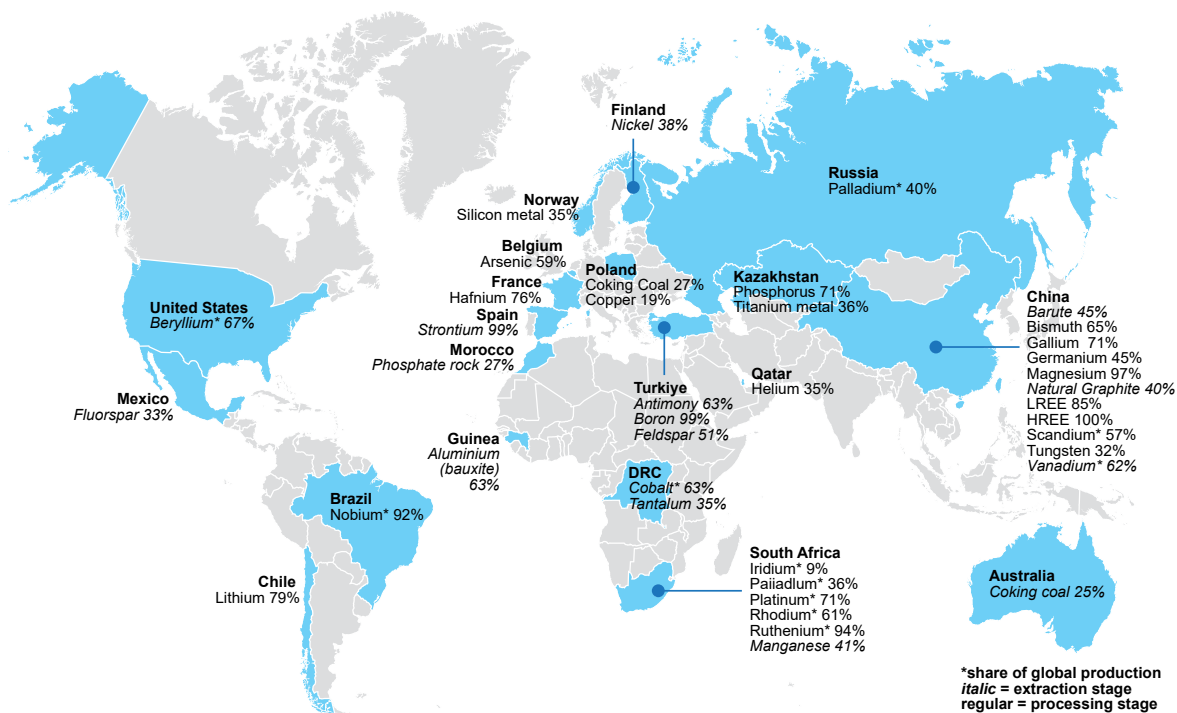 Finland
Nickel 38%
Russia
Palladium* 40%
Norway
Silicon metal 35%
Belgium
Arsenic 59%
Poland
Coking Coal 27%
Copper 19%
Kazakhstan
Phosphorus 71%
Titanium metal 36%
France
Hafnium 76%
Spain
Strontium 99%
Morocco
Phosphate rock 27%
United States
Beryllium* 67%
Mexico
Fluorspar 33%
China
Barute 45%
Bismuth 65%
Gallium 71%
Germanium 45%
Magnesium 97%
Natural Graphite 40%
LREE 85%
HREE 100%
Scandium* 57%
Tungsten 32%
Vanadium* 62%
Qatar
Helium 35%
Turkiye
Antimony 63%
Boron 99%
Feldspar 51%
Guinea
Aluminium
(bauxite)
63%
DRC
Cobalt* 63%
Tantalum 35%
Brazil
Nobium* 92%
Chile
Lithium 79%
South Africa
Iridium* 9%
Paiiadlum* 36%
Platinum* 71%
Rhodium* 61%
Ruthenium* 94%
Manganese 41%
Australia
Coking coal 25%
*share of global production
italic = extraction stage
regular = processing stage